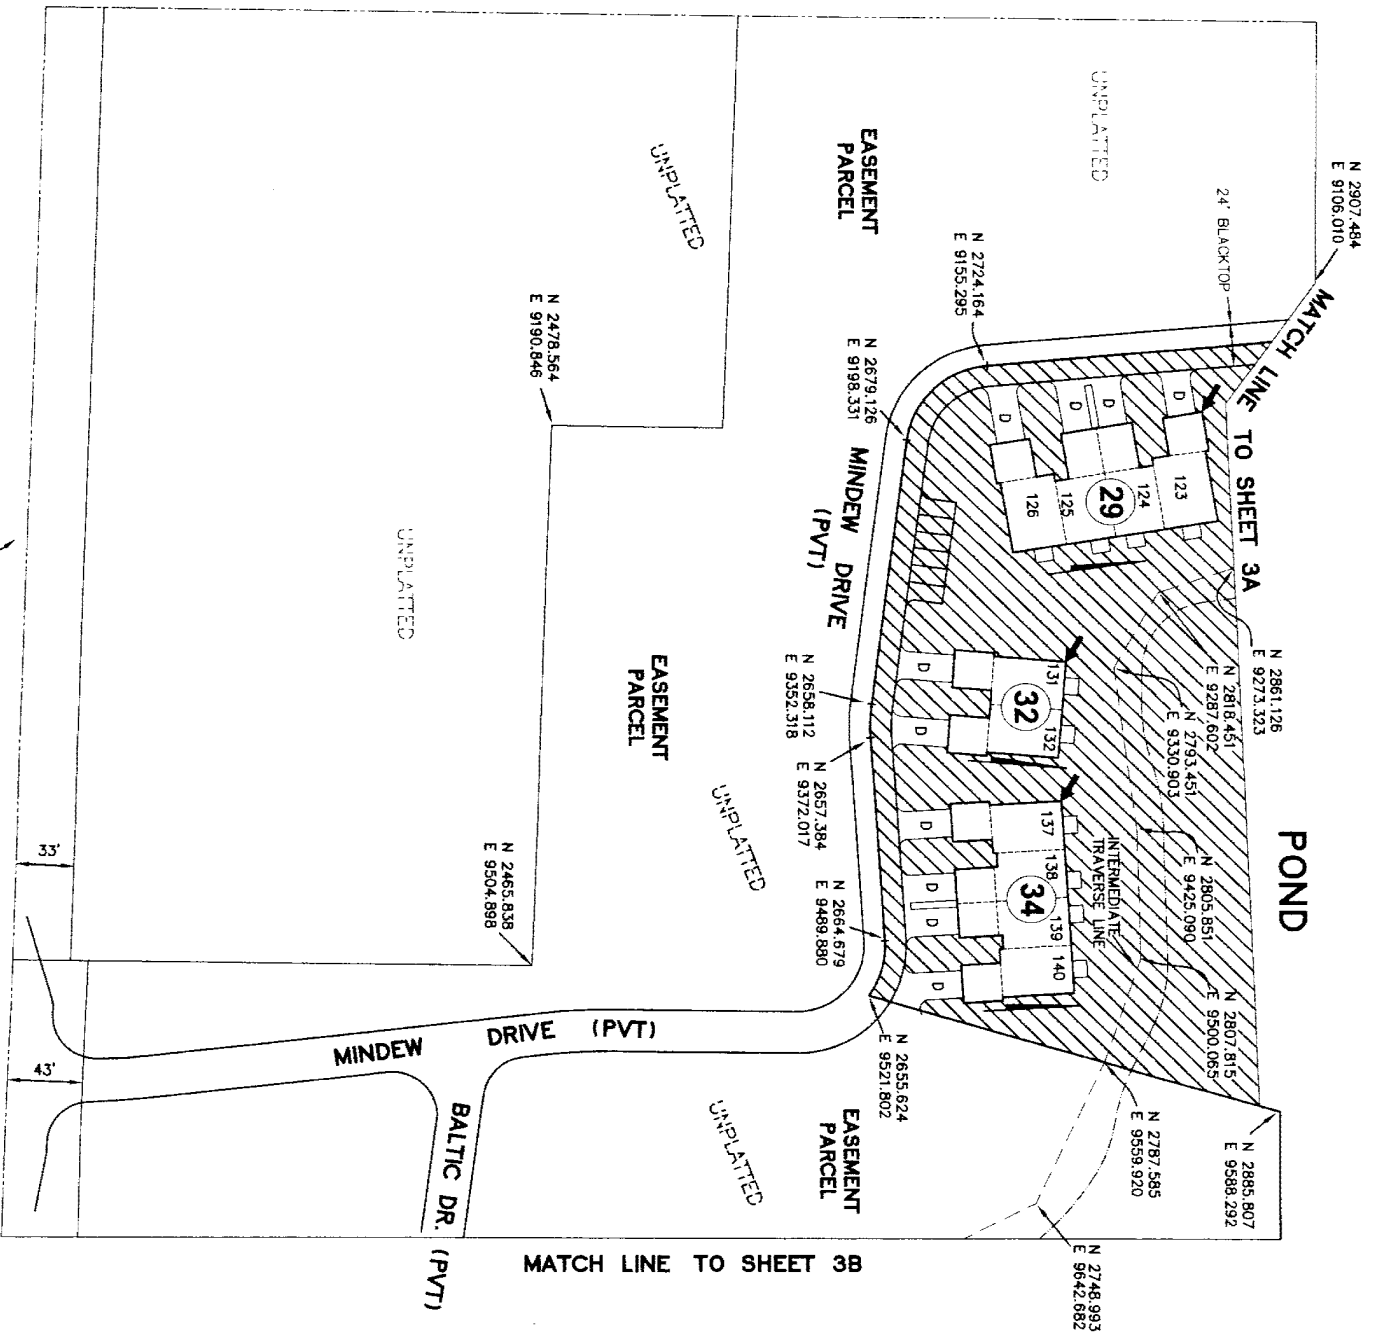 N 2907.484
E 9106.010
MATCH LINE TO SHEET 3A
24' BLACKTOP
UNPLATTED
EASEMENT
PARCEL
UNPLATTED
N 2724.164
E 9155.295
N 2679.126
E 9198.331
N 2478.564
E 9190.846
MINDEW DRIVE
(PVT)
D
D
D
D
123
124
125
126
29
N 2861.126
E 9273.323
N 2818.451
E 9287.602
N 2793.451
E 9330.903
POND
131
132
32
D
D
N 2658.112
E 9352.318
N 2657.384
E 9372.017
UNPLATTED
EASEMENT
PARCEL
UNPLATTED
137
138
139
140
34
D
D
D
D
INTERMEDIATE
TRAVERSE LINE
N 2805.851
E 9425.090
N 2807.815
E 9500.065
N 2664.679
E 9489.880
N 2465.838
E 9504.898
33'
43'
MINDEW DRIVE (PVT)
N 2655.624
E 9521.802
N 2787.585
E 9559.920
N 2885.807
E 9588.292
UNPLATTED
EASEMENT
PARCEL
BALTIC DR. (PVT)
N 2748.993
E 9642.682
MATCH LINE TO SHEET 3B